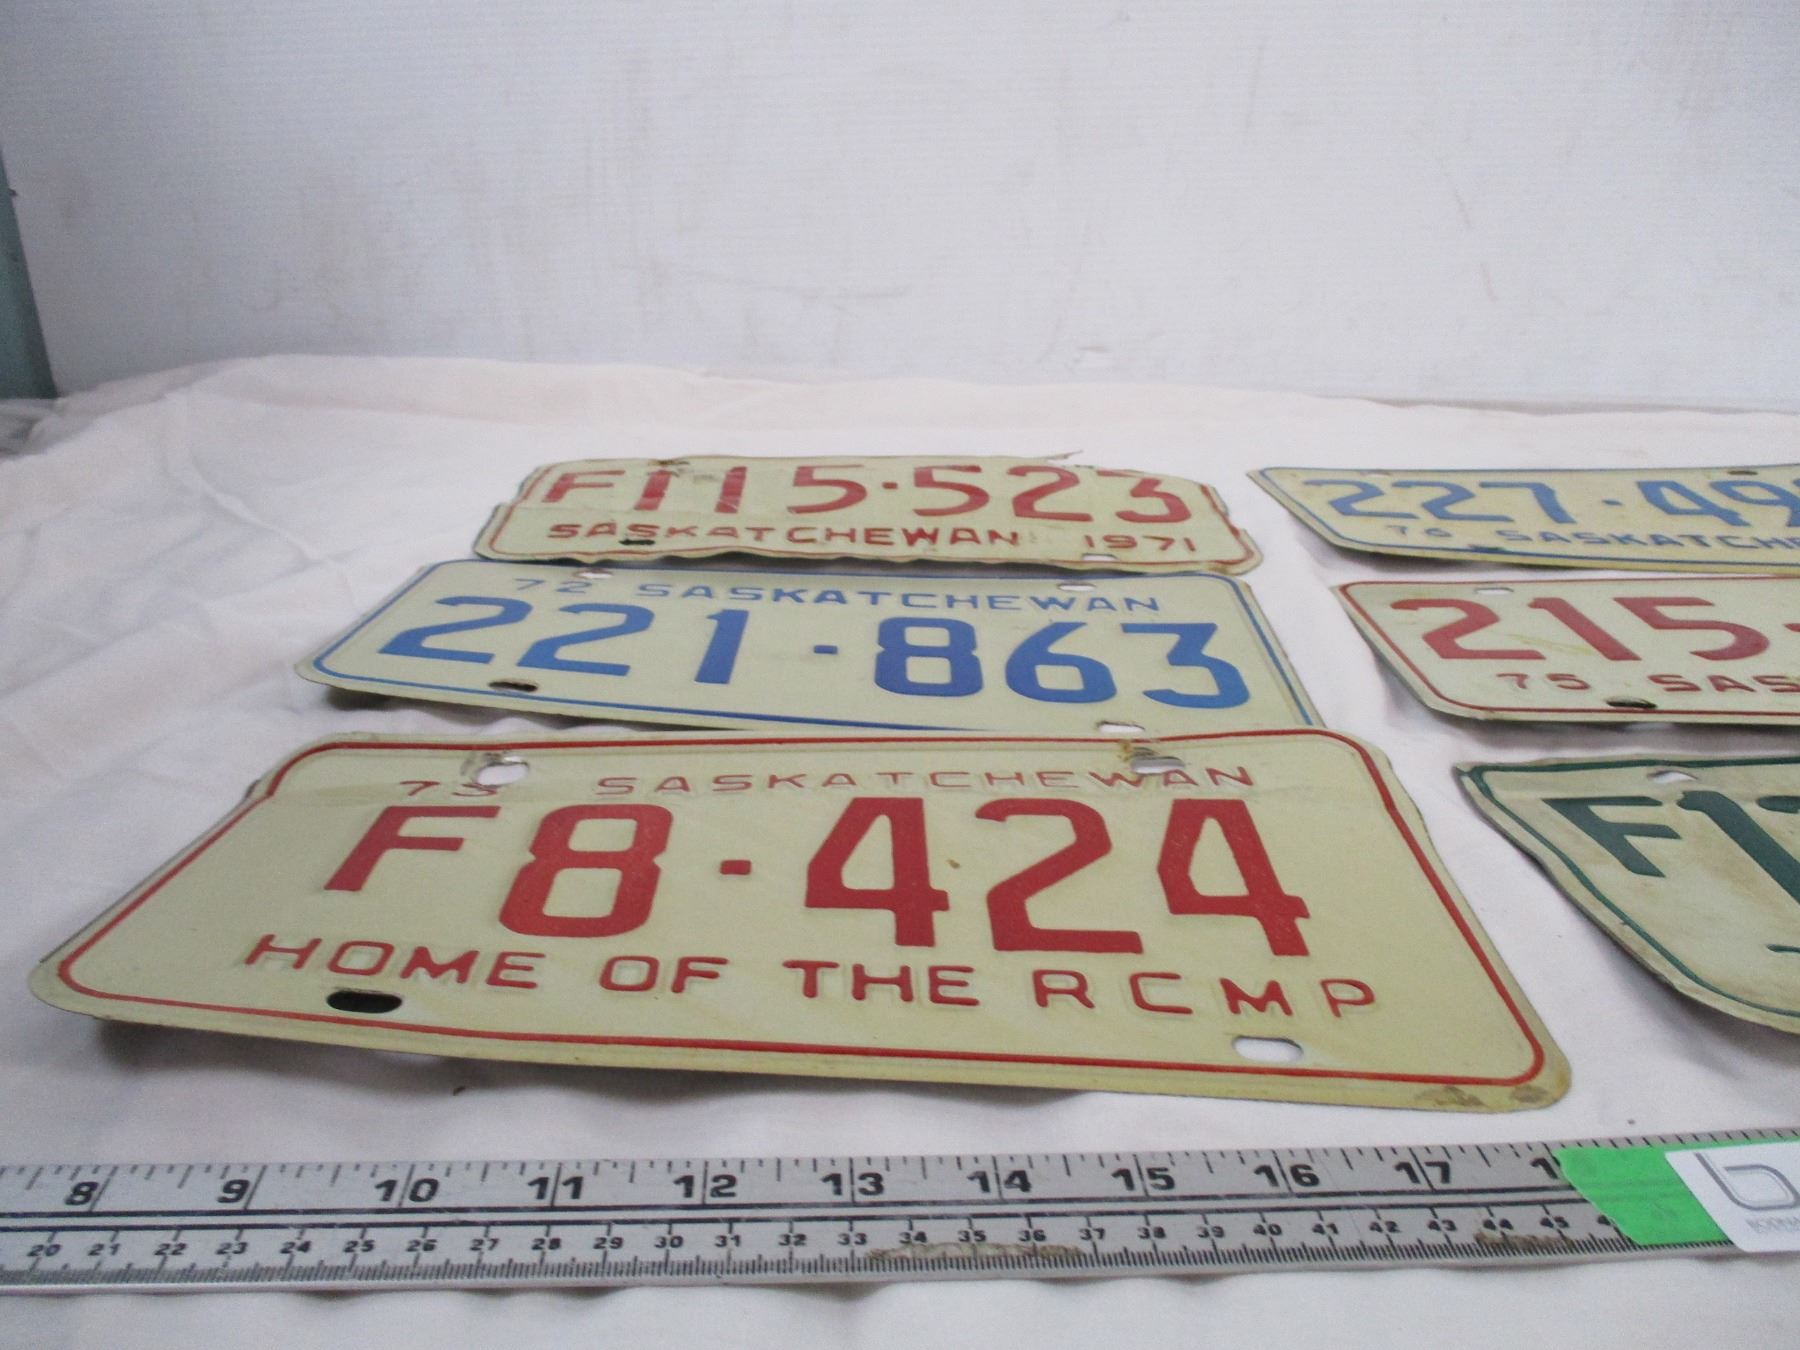 F115·523
SASKATCHEWAN 1971
72 SASKATCHEWAN
221·863
73 SASKATCHEWAN
F8·424
HOME OF THE RCMP
227·49
76 SASKATCH
215
75 SAS
F1
8 9 10 11 12 13 14 15 16 17
20 21 22 23 24 25 26 27 28 29 30 31 32 33 34 35 36 37 38 39 40 41 42 43 44 45